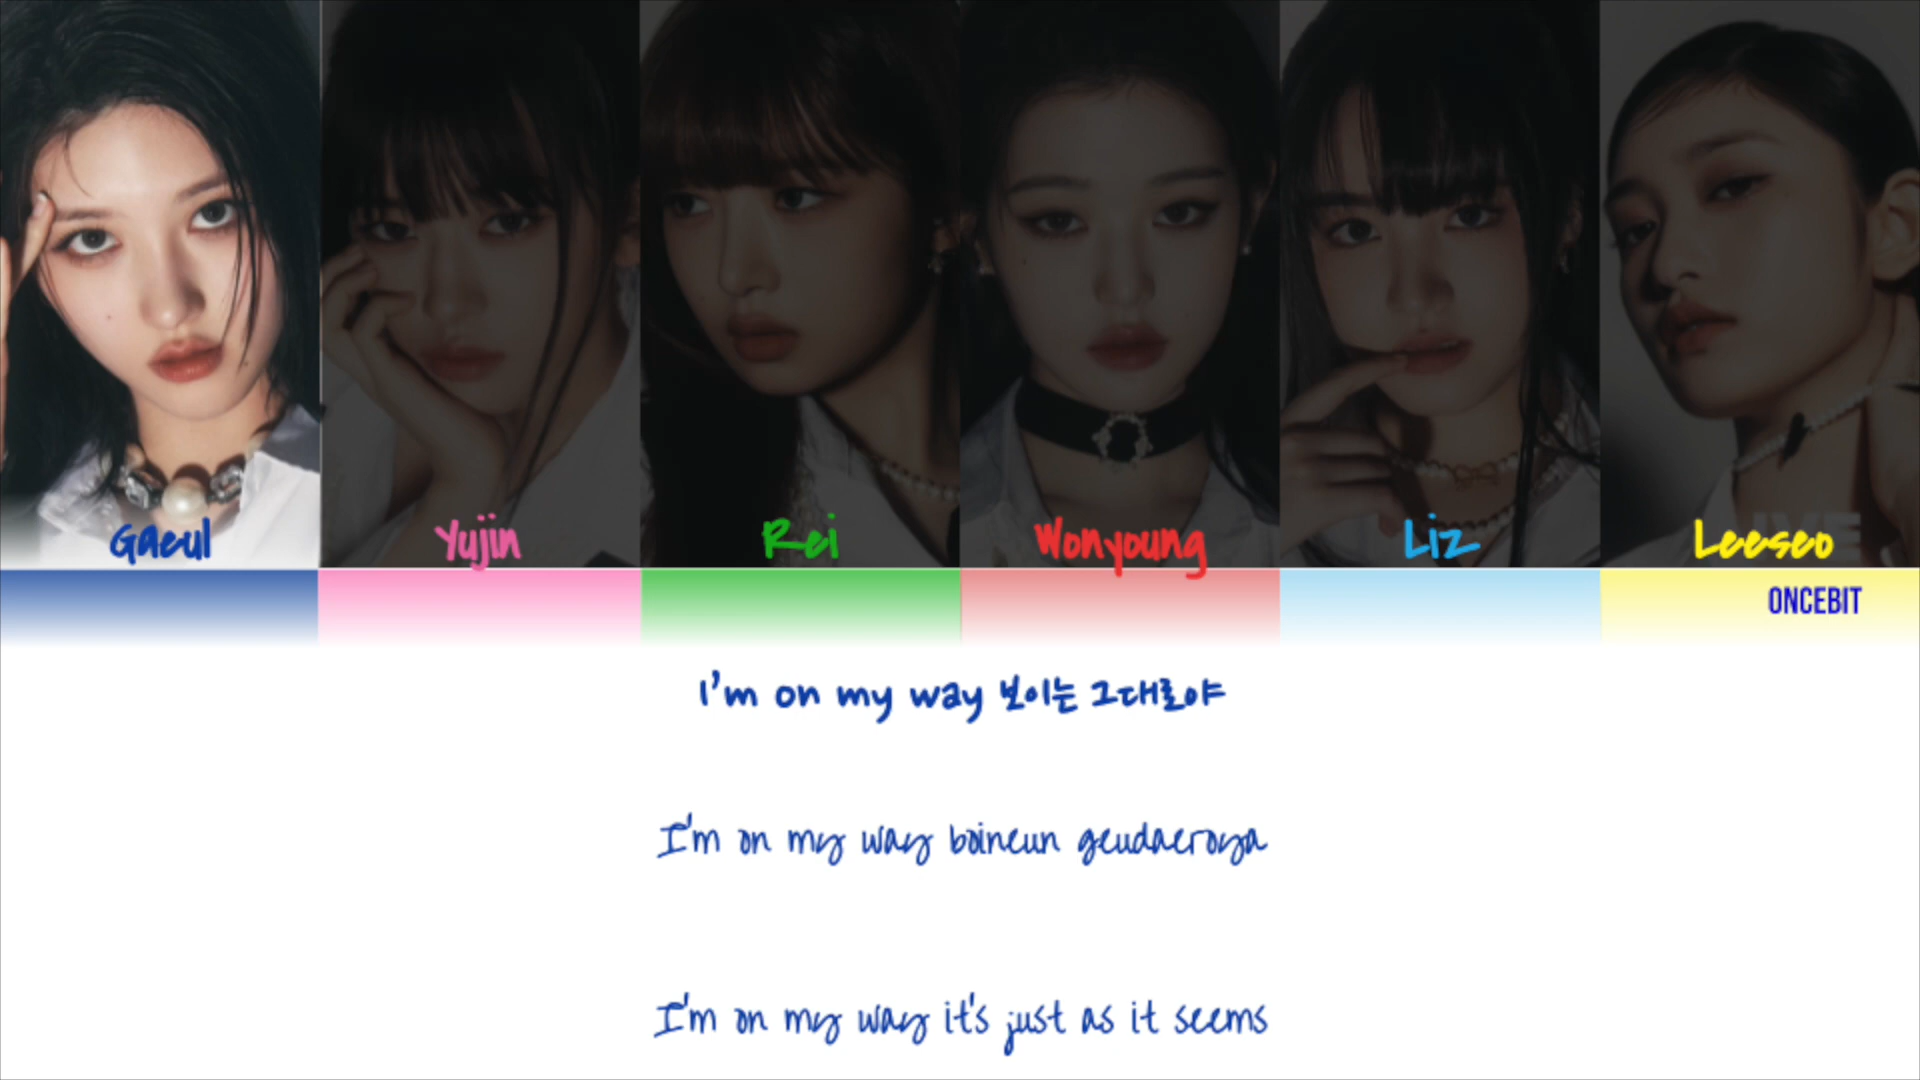 Gaeul Yujin Rei Wonyoung Liz Leeseo
ONCEBIT
I'm on my way 보이는 그대로야
I'm on my way boineun geudaeroya
I'm on my way it's just as it seems